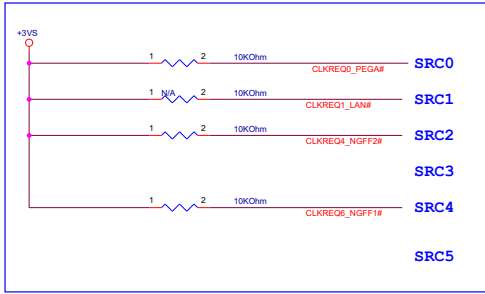 +3VS
1 2 10KOhm
CLKREQ0_PEGA# SRC0
1 N/A 2 10KOhm
CLKREQ1_LAN# SRC1
1 2 10KOhm
CLKREQ4_NGFF2# SRC2
SRC3
1 2 10KOhm
CLKREQ6_NGFF1# SRC4
SRC5